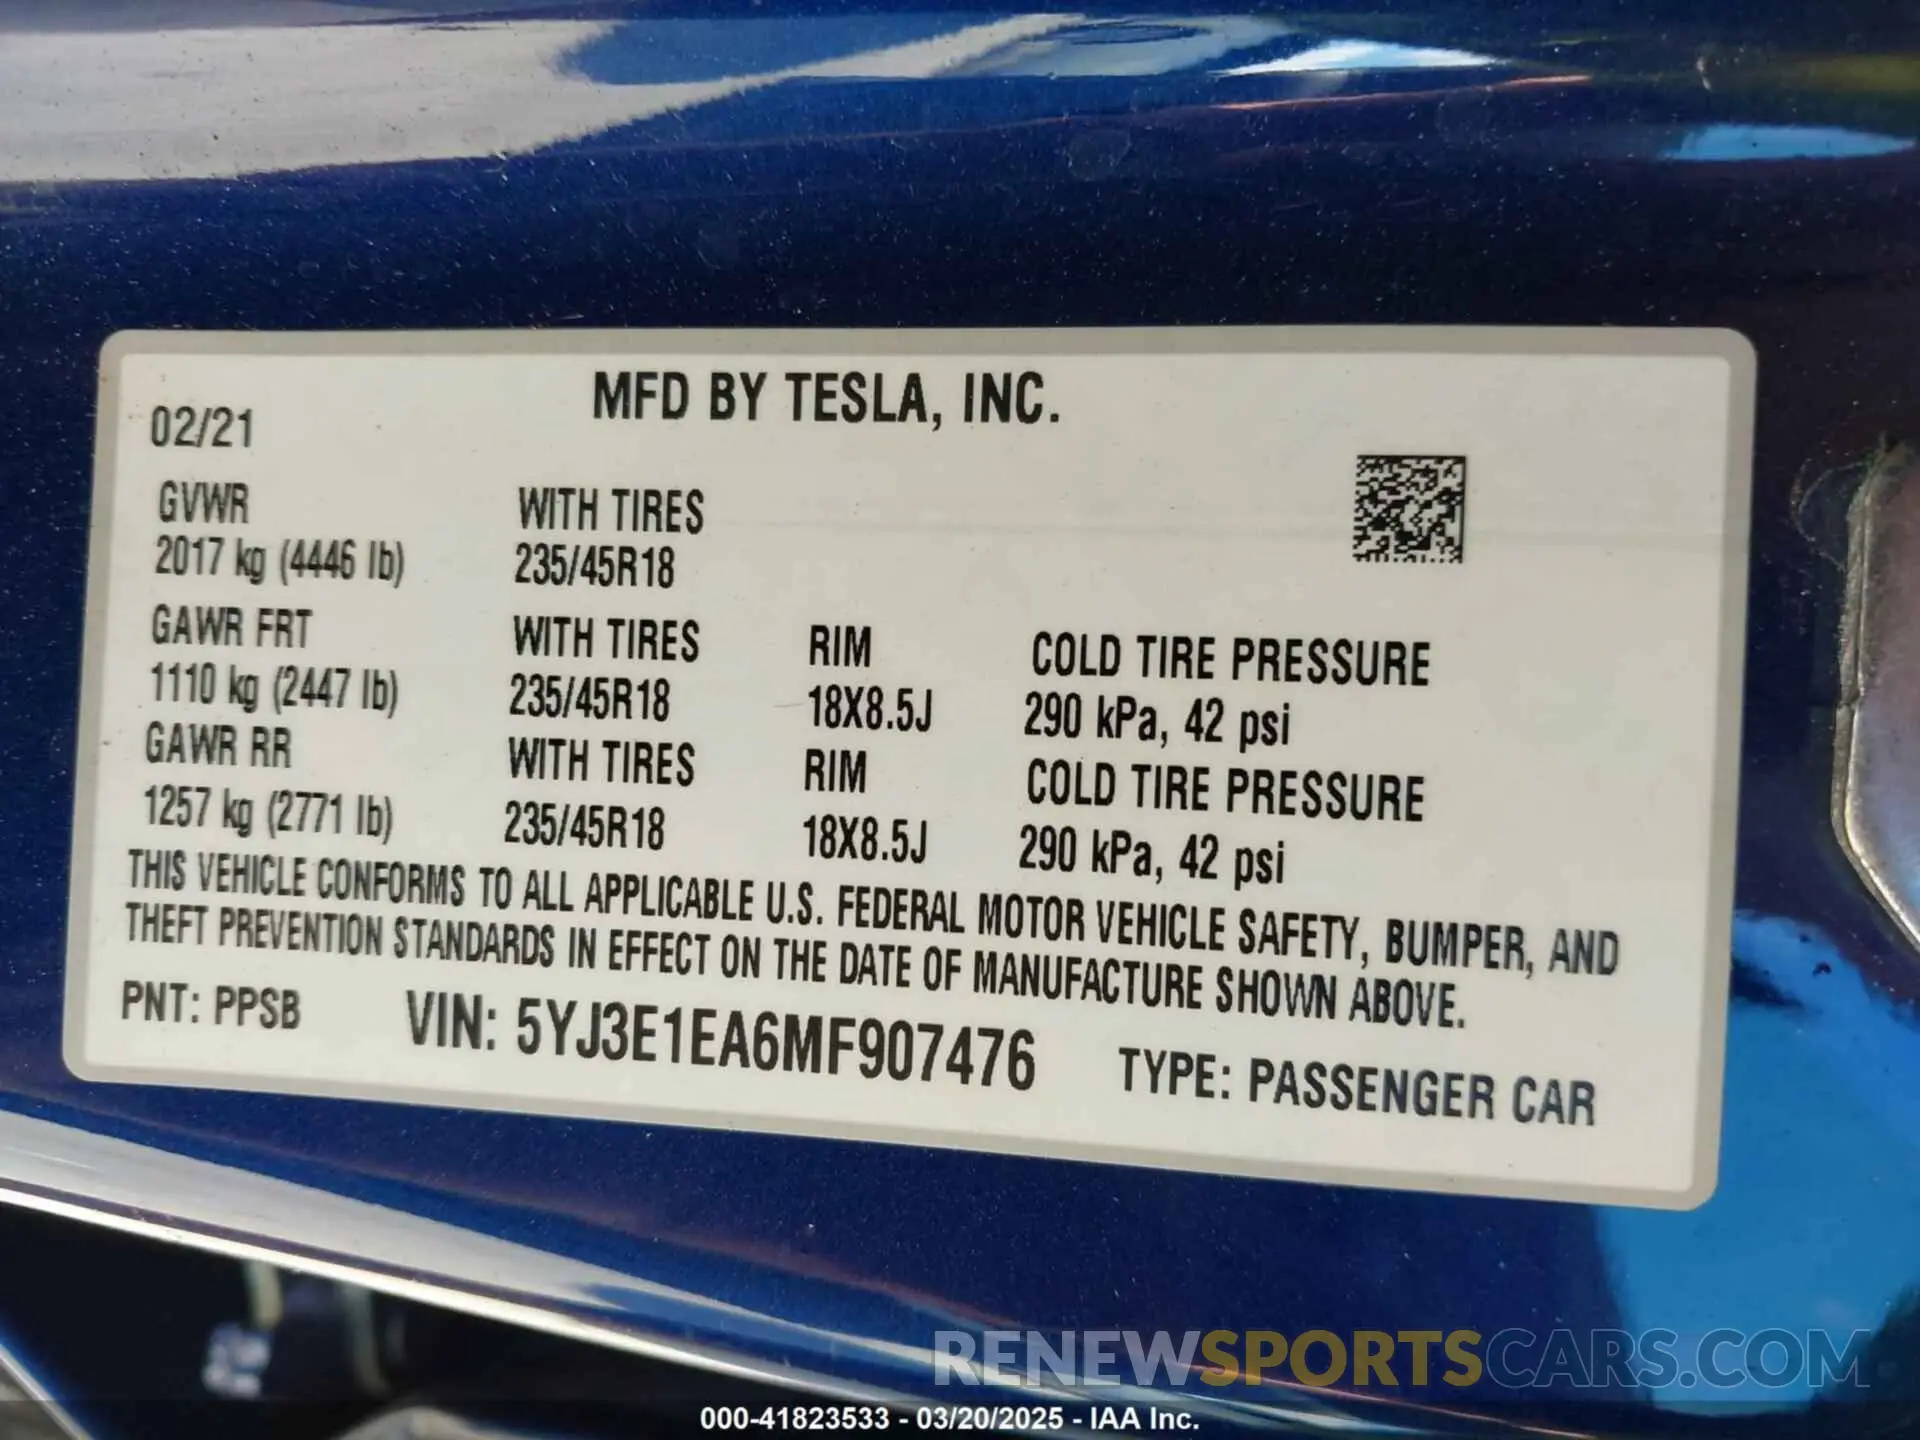 MFD BY TESLA, INC.
02/21
GVWR WITH TIRES
2017 kg (4446 lb) 235/45R18
GAWR FRT WITH TIRES RIM COLD TIRE PRESSURE
1110 kg (2447 lb) 235/45R18 18X8.5J 290 kPa, 42 psi
GAWR RR WITH TIRES RIM COLD TIRE PRESSURE
1257 kg (2771 lb) 235/45R18 18X8.5J 290 kPa, 42 psi
THIS VEHICLE CONFORMS TO ALL APPLICABLE U.S. FEDERAL MOTOR VEHICLE SAFETY, BUMPER, AND
THEFT PREVENTION STANDARDS IN EFFECT ON THE DATE OF MANUFACTURE SHOWN ABOVE.
PNT: PPSB VIN: 5YJ3E1EA6MF907476 TYPE: PASSENGER CAR
RENEWSPORTSCARS.COM
000-41823533 - 03/20/2025 - IAA Inc.